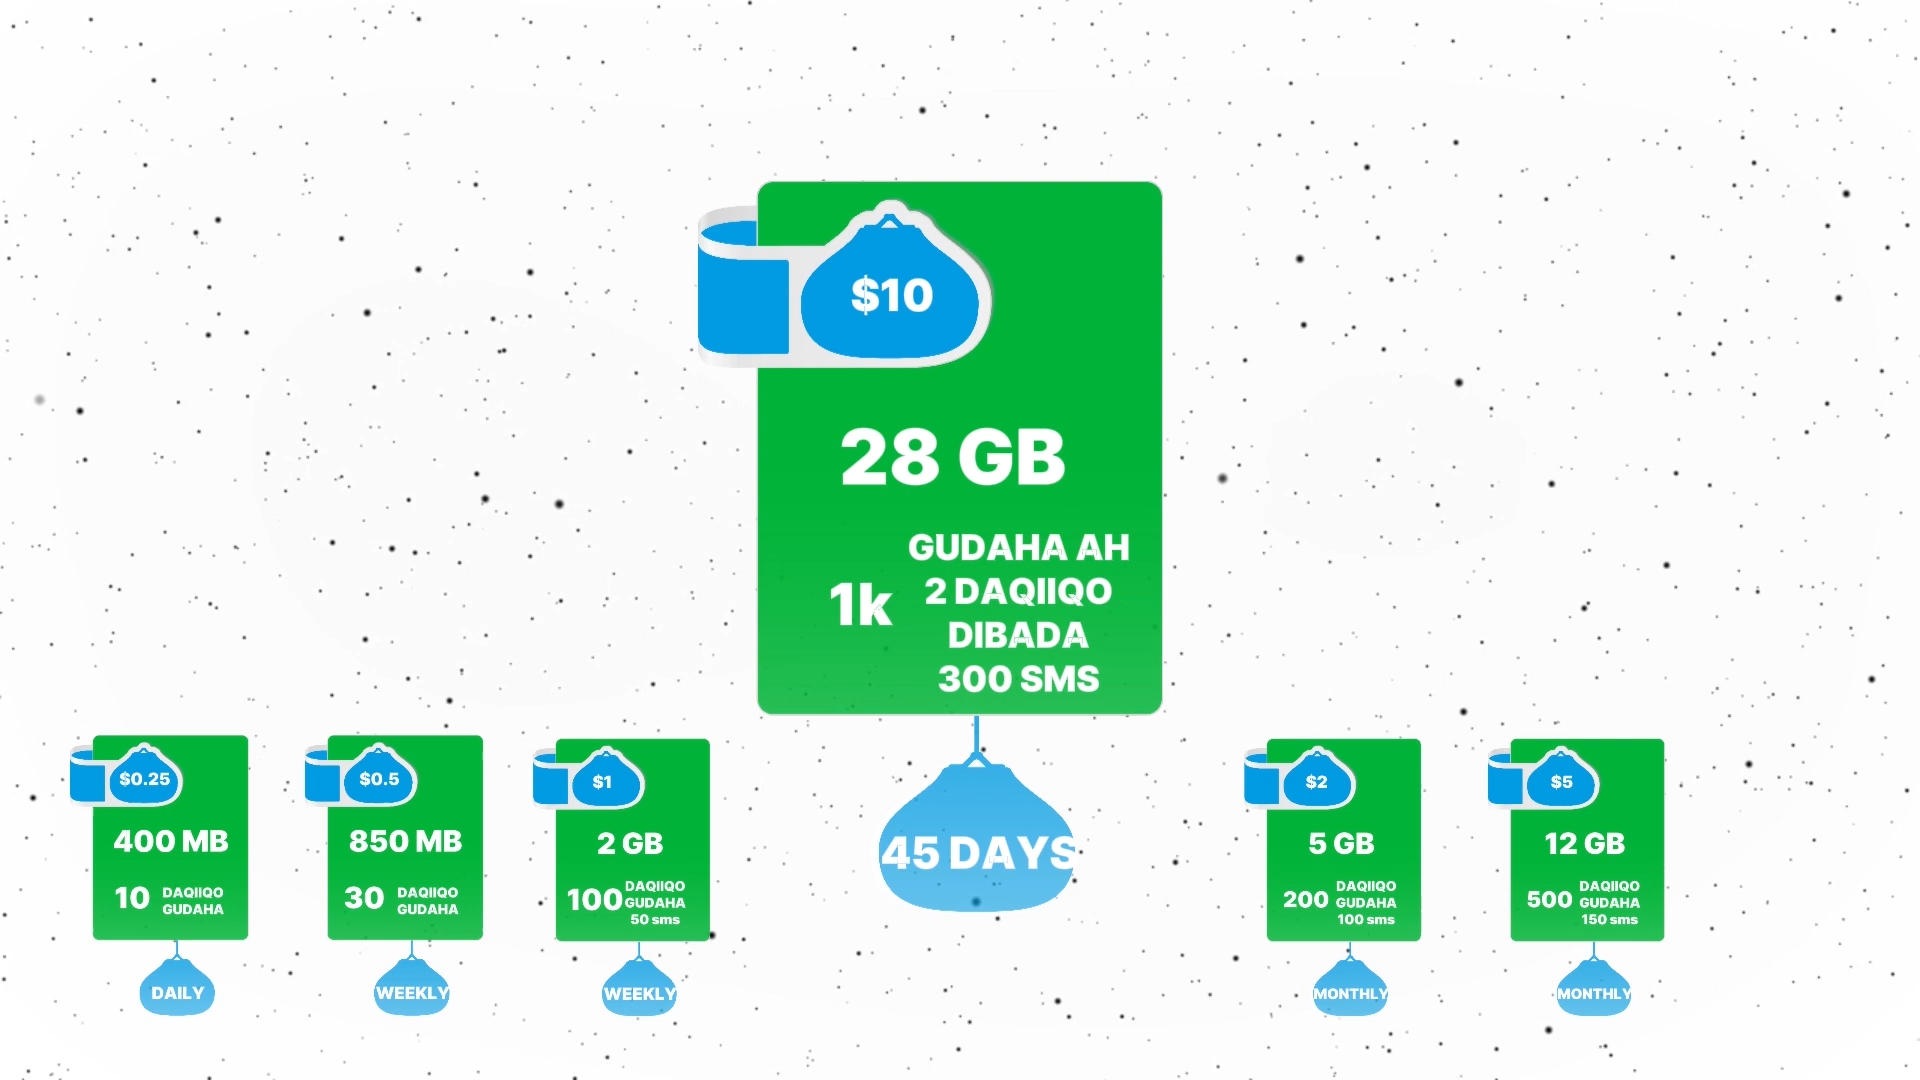 $10
28 GB
1k
GUDAHA AH
2 DAQIIQO
DIBADA
300 SMS
45 DAYS
$0.25
400 MB
10
DAQIIQO
GUDAHA
DAILY
$0.5
850 MB
30
DAQIIQO
GUDAHA
WEEKLY
$1
2 GB
100
DAQIIQO
GUDAHA
50 sms
WEEKLY
$2
5 GB
200
DAQIIQO
GUDAHA
100 sms
MONTHLY
$5
12 GB
500
DAQIIQO
GUDAHA
150 sms
MONTHLY